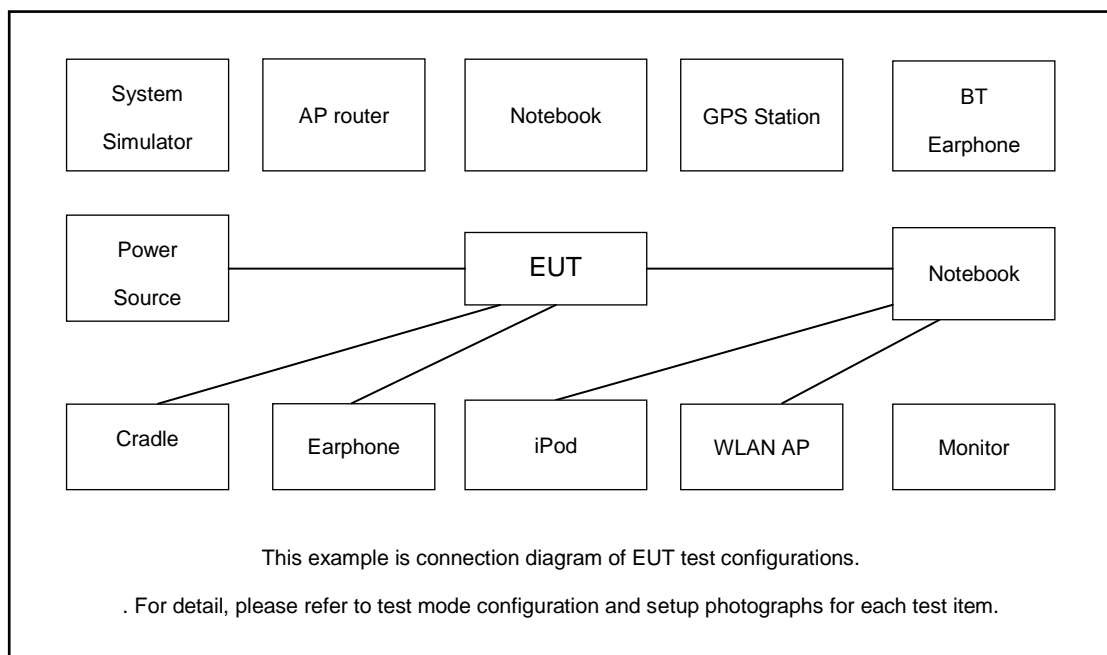 System
Simulator
AP router
Notebook
GPS Station
BT
Earphone
Power
Source
EUT
Notebook
Cradle
Earphone
iPod
WLAN AP
Monitor
This example is connection diagram of EUT test configurations.
. For detail, please refer to test mode configuration and setup photographs for each test item.